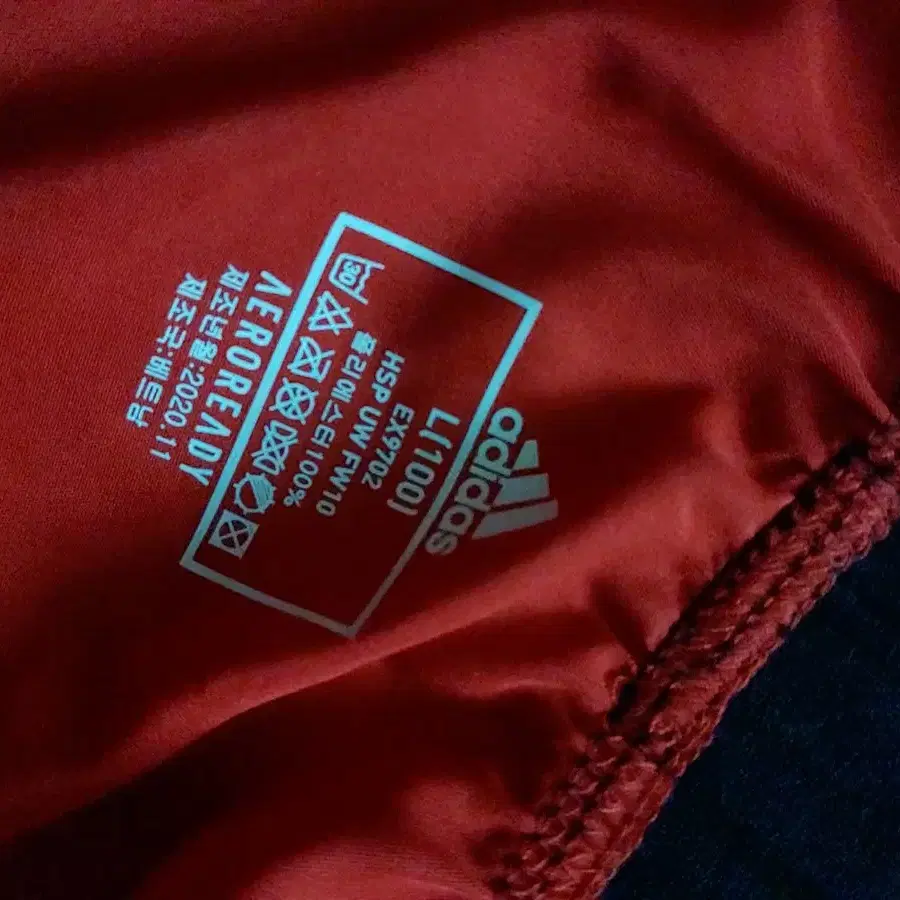 adidas
L(100)
EX9702
HSP UW FW10
폴리에스터100%
30
AEROREADY
제조년월:2020.11
제조국:베트남